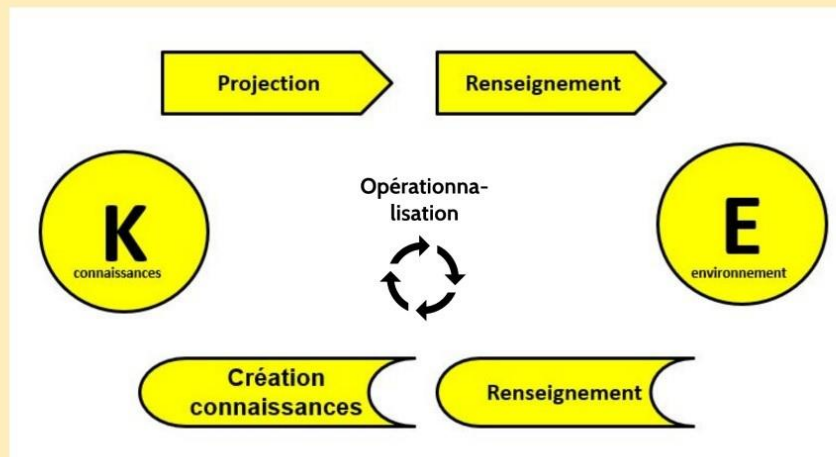 Projection
Renseignement
K
connaissances
Opérationna-
lisation
E
environnement
Création
connaissances
Renseignement